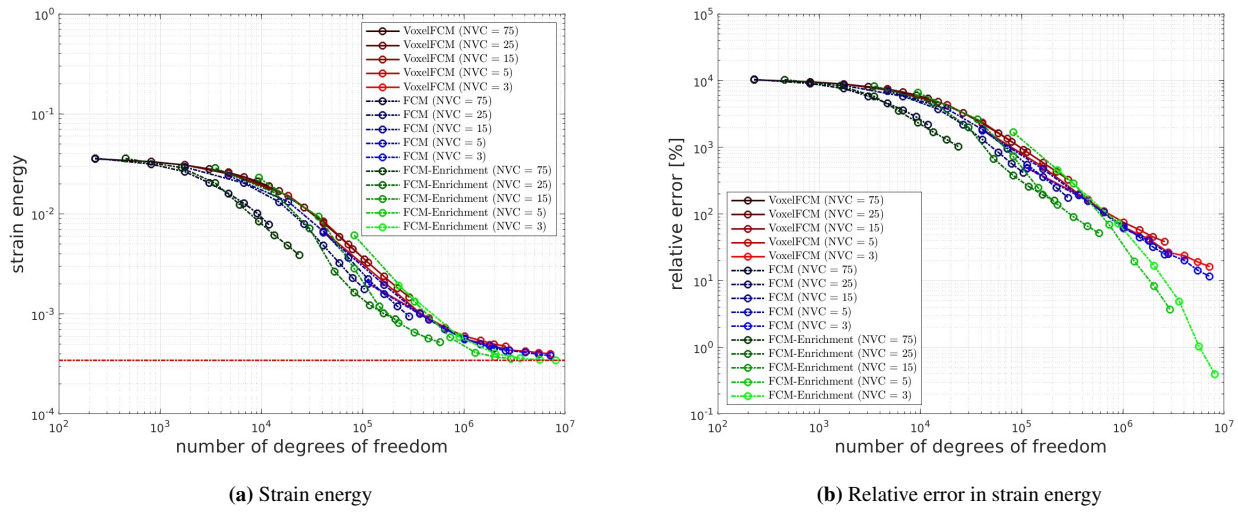 10^0
10^-1
10^-2
10^-3
10^-4
strain energy
VoxelFCM (NVC = 75)
VoxelFCM (NVC = 25)
VoxelFCM (NVC = 15)
VoxelFCM (NVC = 5)
VoxelFCM (NVC = 3)
FCM (NVC = 75)
FCM (NVC = 25)
FCM (NVC = 15)
FCM (NVC = 5)
FCM (NVC = 3)
FCM-Enrichment (NVC = 75)
FCM-Enrichment (NVC = 25)
FCM-Enrichment (NVC = 15)
FCM-Enrichment (NVC = 5)
FCM-Enrichment (NVC = 3)
10^2 10^3 10^4 10^5 10^6 10^7
number of degrees of freedom
(a) Strain energy
10^5
10^4
10^3
10^2
10^1
10^0
10^-1
relative error [%]
VoxelFCM (NVC = 75)
VoxelFCM (NVC = 25)
VoxelFCM (NVC = 15)
VoxelFCM (NVC = 5)
VoxelFCM (NVC = 3)
FCM (NVC = 75)
FCM (NVC = 25)
FCM (NVC = 15)
FCM (NVC = 5)
FCM (NVC = 3)
FCM-Enrichment (NVC = 75)
FCM-Enrichment (NVC = 25)
FCM-Enrichment (NVC = 15)
FCM-Enrichment (NVC = 5)
FCM-Enrichment (NVC = 3)
10^2 10^3 10^4 10^5 10^6 10^7
number of degrees of freedom
(b) Relative error in strain energy